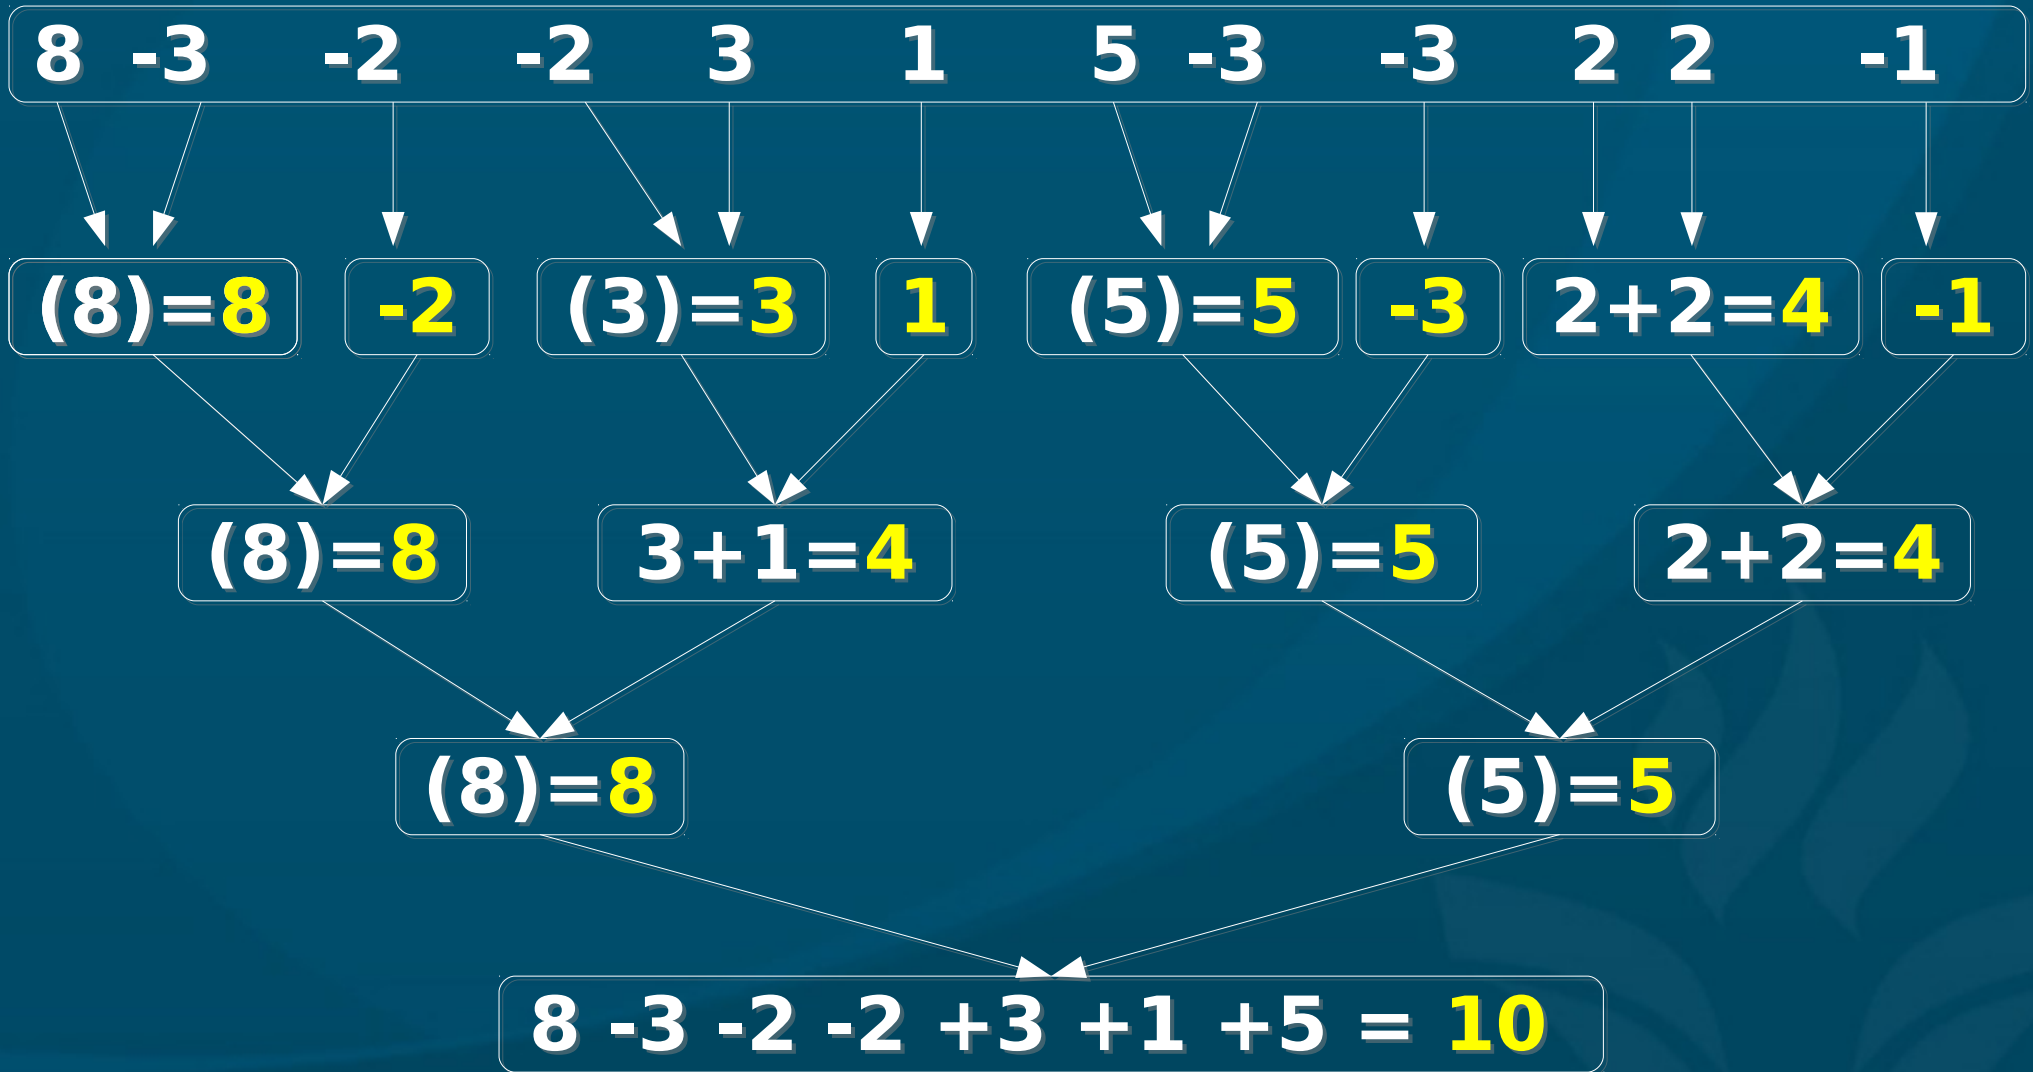 8 -3 -2 -2 3 1 5 -3 -3 2 2 -1
(8)=8 -2 (3)=3 1 (5)=5 -3 2+2=4 -1
(8)=8 3+1=4 (5)=5 2+2=4
(8)=8 (5)=5
8 -3 -2 -2 +3 +1 +5 = 10